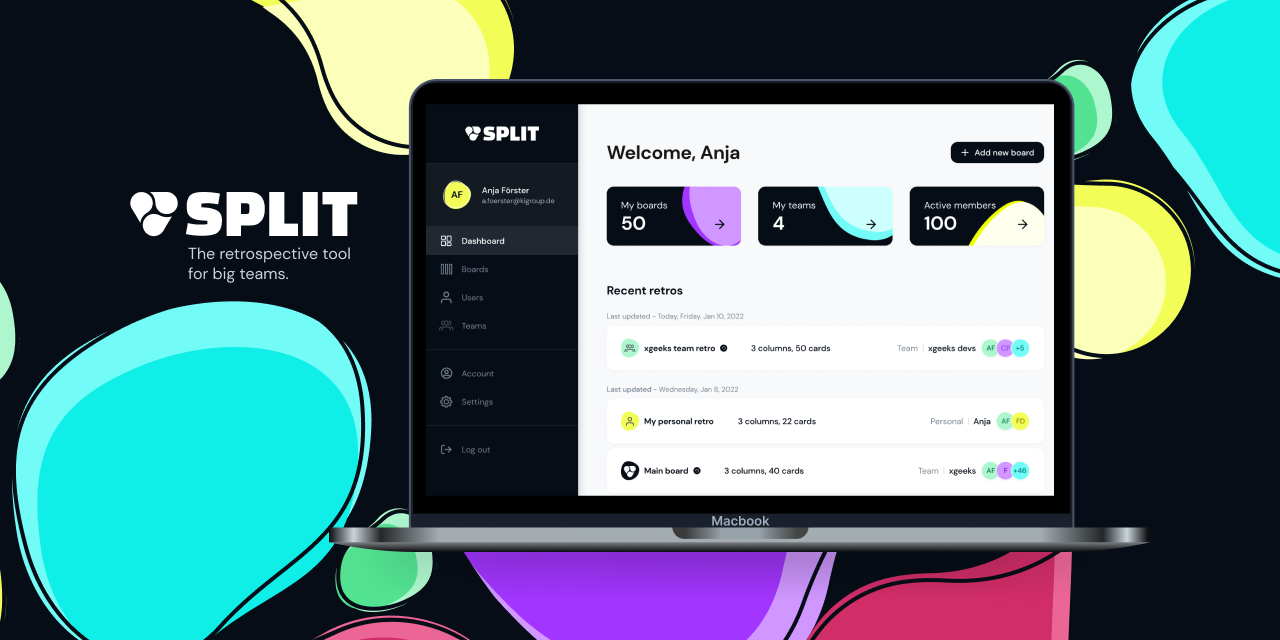 SPLIT
The retrospective tool
for big teams.
SPLIT
AF
Anja Förster
a.foerster@kigroup.de
Dashboard
Boards
Users
Teams
Account
Settings
Log out
Welcome, Anja
+ Add new board
My boards
50
My teams
4
Active members
100
Recent retros
Last updated - Today, Friday, Jan 10, 2022
xgeeks team retro 3 columns, 50 cards Team | xgeeks devs AF CP +5
Last updated - Wednesday, Jan 8, 2022
My personal retro 3 columns, 22 cards Personal | Anja AF FD
Main board 3 columns, 40 cards Team | xgeeks AF F +46
Macbook